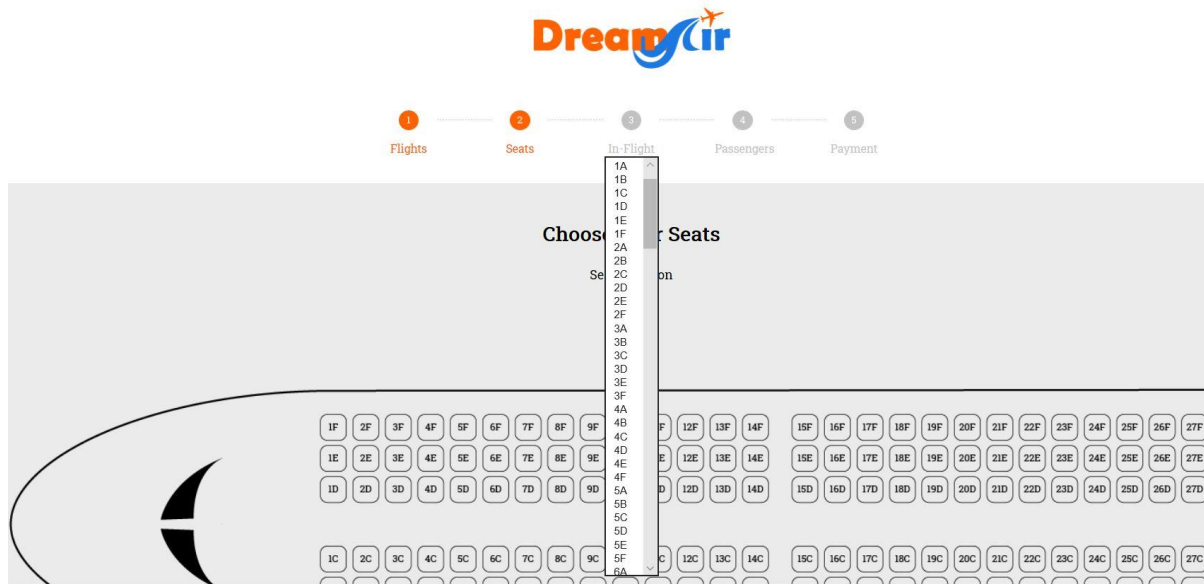 DreamAir
1 2 3 4 5
Flights Seats In-Flight Passengers Payment
1A
1B
1C
1D
1E
1F
2A
2B
2C
2D
2E
2F
3A
3B
3C
3D
3E
3F
4A
4B
4C
4D
4E
4F
5A
5B
5C
5D
5E
5F
6A
Choos r Seats
Se on
1F 2F 3F 4F 5F 6F 7F 8F 9F F 12F 13F 14F 15F 16F 17F 18F 19F 20F 21F 22F 23F 24F 25F 26F 27F
1E 2E 3E 4E 5E 6E 7E 8E 9E E 12E 13E 14E 15E 16E 17E 18E 19E 20E 21E 22E 23E 24E 25E 26E 27E
1D 2D 3D 4D 5D 6D 7D 8D 9D D 12D 13D 14D 15D 16D 17D 18D 19D 20D 21D 22D 23D 24D 25D 26D 27D
1C 2C 3C 4C 5C 6C 7C 8C 9C C 12C 13C 14C 15C 16C 17C 18C 19C 20C 21C 22C 23C 24C 25C 26C 27C